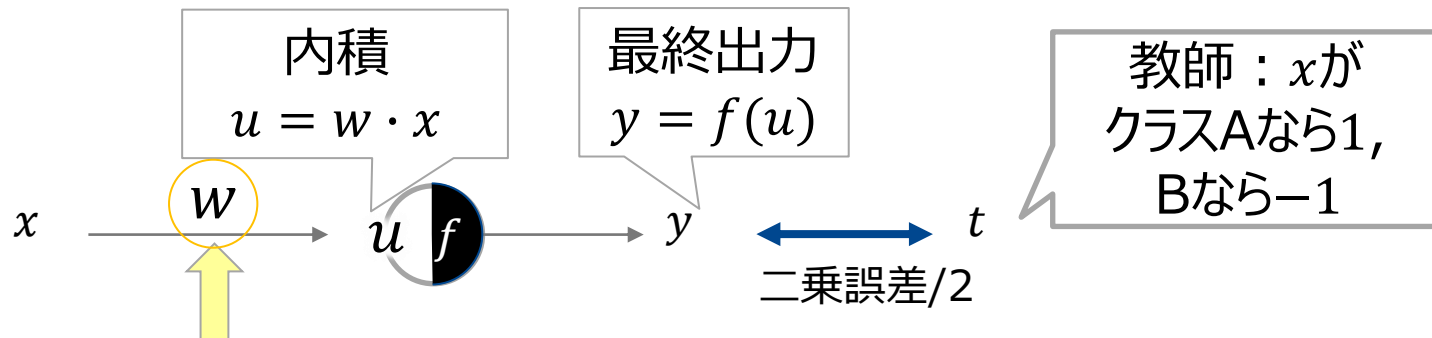 内積
u = w · x
最終出力
y = f(u)
教師：xが
クラスAなら1,
Bなら−1
x
w
u f
y
t
二乗誤差/2